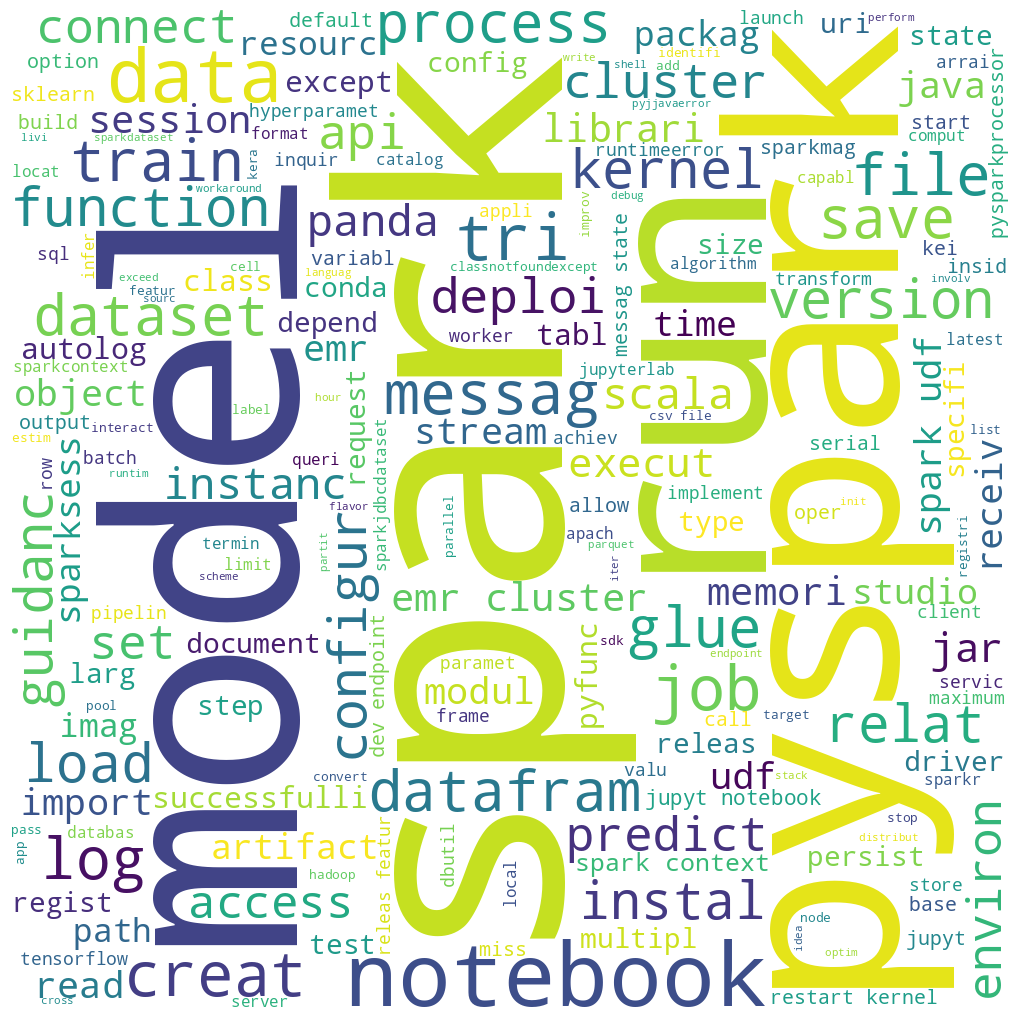 connect
default
process
launch
uri
perform
option
resourc
packag
identifi
state
data
config
write
shell
add
arrai
sklearn
except
cluster
java
hyperparamet
pyjjavaerror
build
session
format
api
librari
start
livi
sparkdataset
runtimeerror
sparkmag
comput
pysparkprocessor
locat
train
kera
inquir
catalog
kernel
capabl
file
workaround
debug
function
panda
appli
improv
save
sql
infer
variabl
tri
message state
size
kei
cell
languag
classnotfoundexcept
algorithm
insid
exceed
featur
class
conda
transform
involv
sourc
dataset
depend
deploi
time
version
autolog
worker
tabl
latest
sparkcontext
emr
jupyterlab
object
request
messag
scala
spark udf
specifi
output
interact
label
hour
csv file
list
estim
row
batch
stream
achiev
serial
receiv
sparksess
queri
sparkjdbcdataset
execut
runtim
instanc
implement
guidanc
flavor
allow
type
oper
init
model
spark
run
pyspark
termin
partit
parallel
apach
registri
limit
configur
parquet
scheme
iter
pipelin
emr cluster
memori
studio
set
document
pyfunc
glue
client
sdk
jar
larg
dev endpoint
paramet
endpoint
modul
job
servic
step
maximum
pool
frame
call
target
imag
relat
releas
load
convert
valu
udf
driver
stack
sparkr
import
successfulli
datafram
jupyt notebook
pass
databas
stop
app
artifact
releas featur
predict
distribut
log
dbutil
spark context
persist
environ
hadoop
local
store
regist
access
instal
node
base
path
test
miss
multipl
idea
jupyt
tensorflow
optim
read
creat
notebook
cross
server
restart kernel